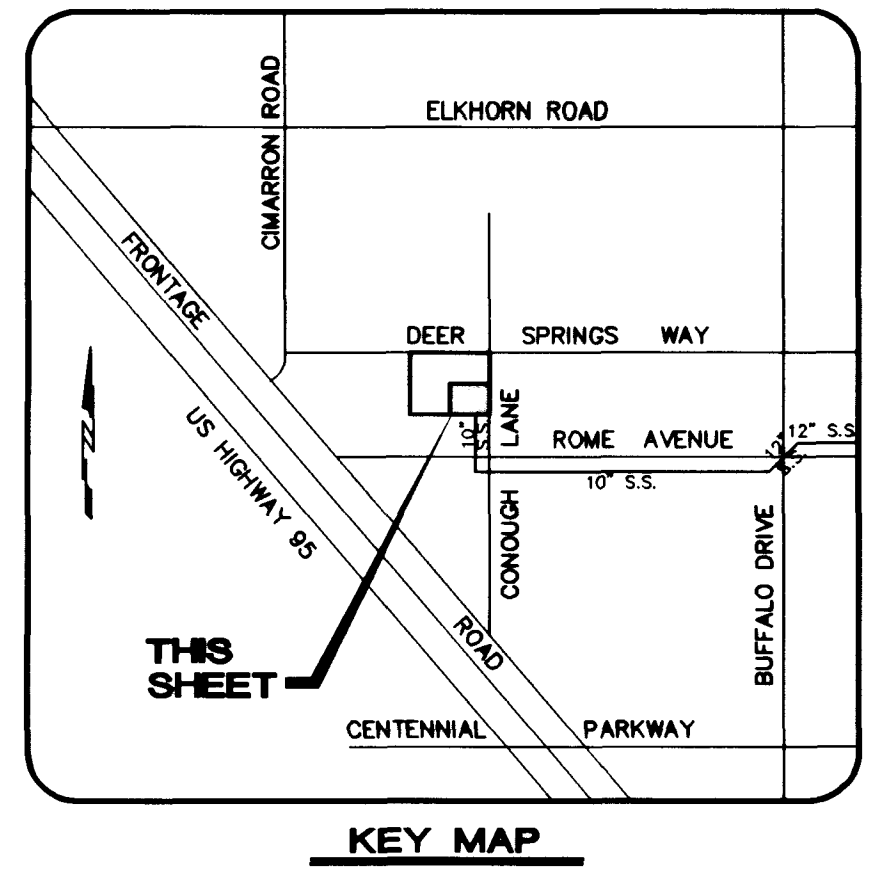 CIMARRON ROAD
ELKHORN ROAD
FRONTAGE
DEER SPRINGS WAY
N
US HIGHWAY 95
10" S.S.
CONOUGH LANE
ROME AVENUE
12" S.S.
12" S.S.
10" S.S.
BUFFALO DRIVE
ROAD
THIS
SHEET
CENTENNIAL PARKWAY
KEY MAP